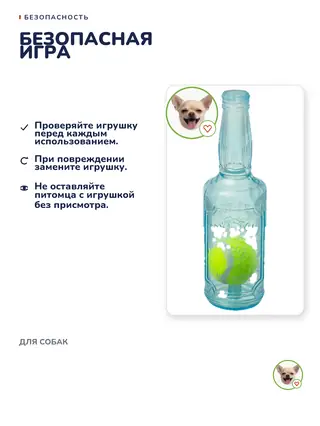 БЕЗОПАСНОСТЬ
БЕЗОПАСНАЯ
ИГРА
Проверяйте игрушку
перед каждым
использованием.
При повреждении
замените игрушку.
Не оставляйте
питомца с игрушкой
без присмотра.
ДЛЯ СОБАК